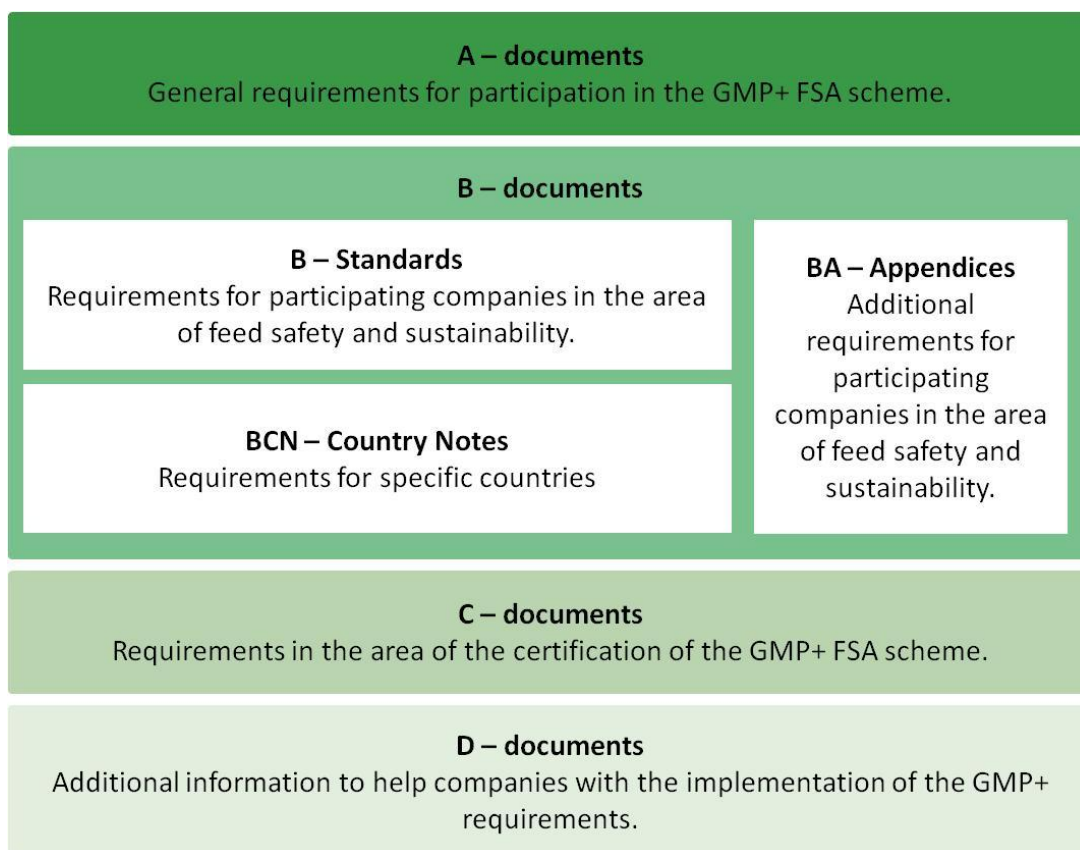 A – documents
General requirements for participation in the GMP+ FSA scheme.
B – documents
B – Standards
Requirements for participating companies in the area
of feed safety and sustainability.
BCN – Country Notes
Requirements for specific countries
BA – Appendices
Additional
requirements for
participating
companies in the area
of feed safety and
sustainability.
C – documents
Requirements in the area of the certification of the GMP+ FSA scheme.
D – documents
Additional information to help companies with the implementation of the GMP+
requirements.